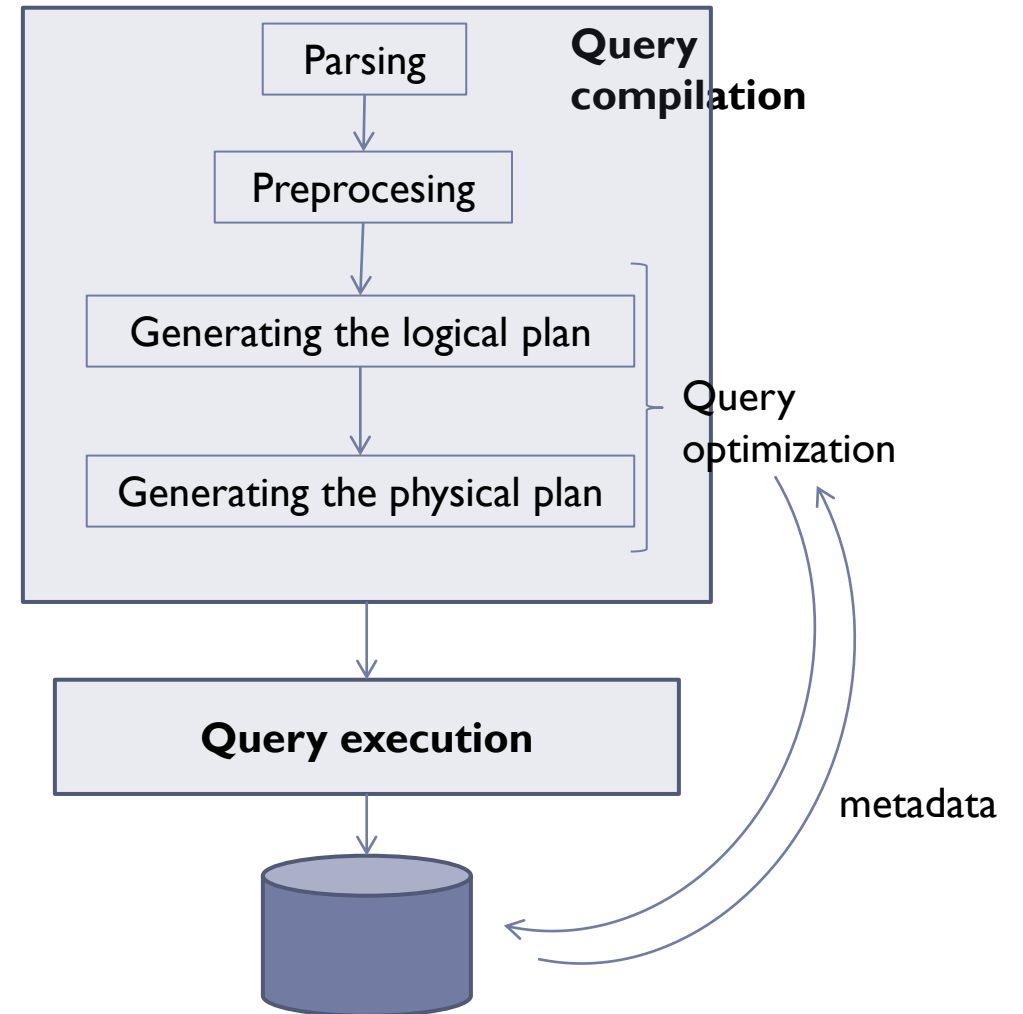 Parsing
Query
compilation
Preprocesing
Generating the logical plan
Query
optimization
Generating the physical plan
Query execution
metadata